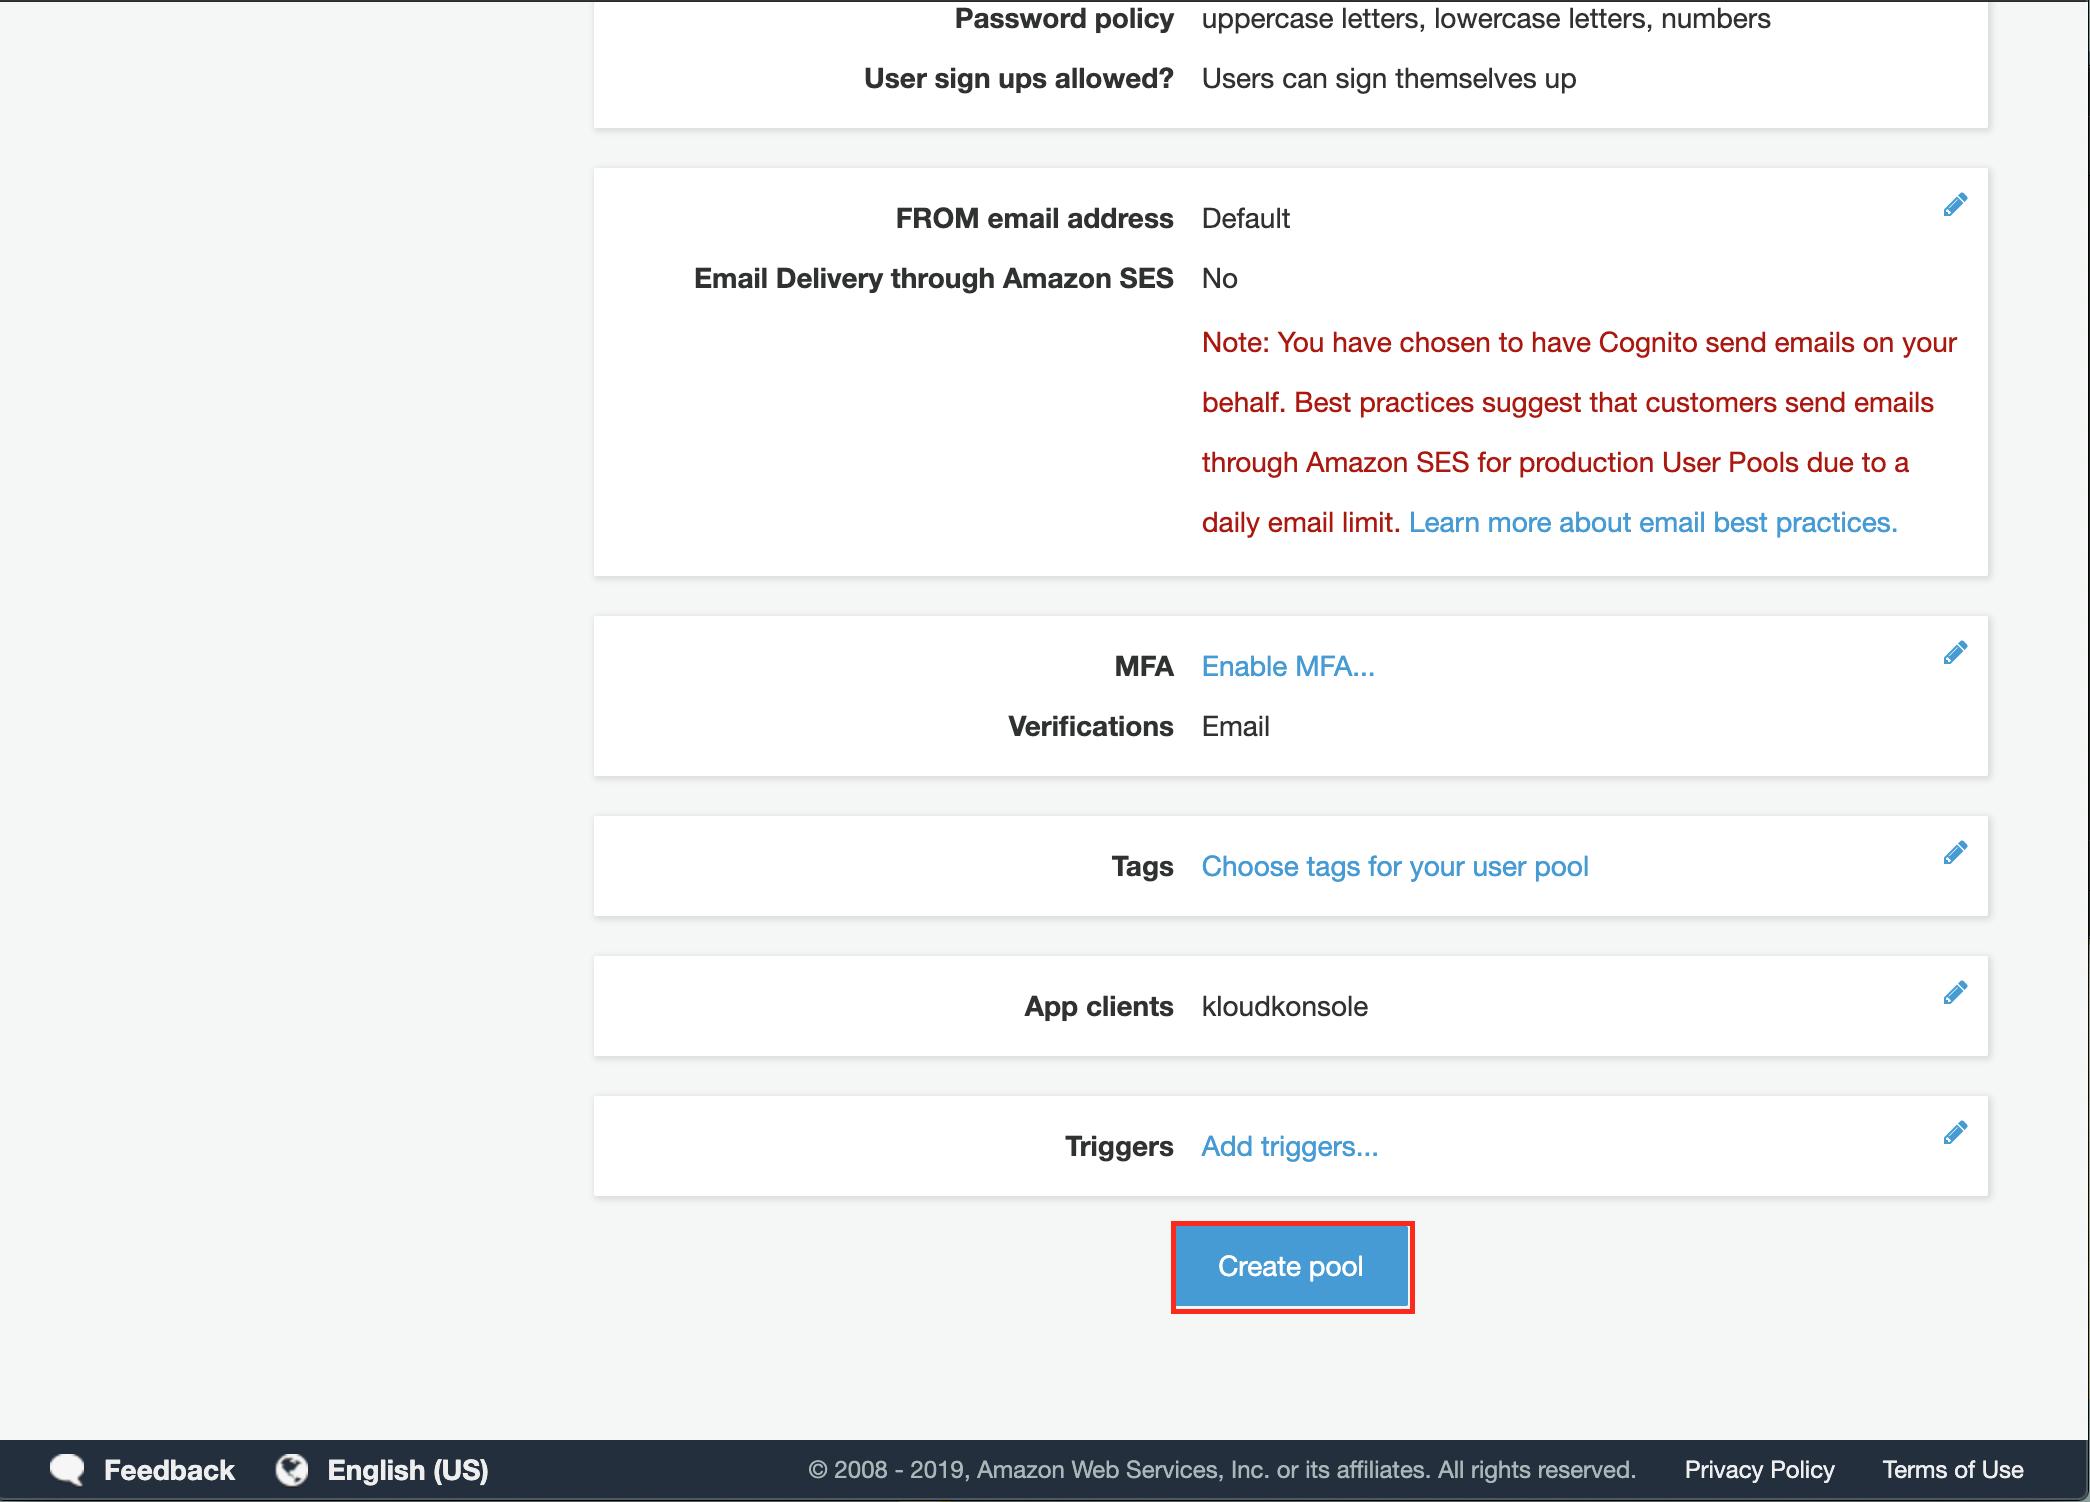 Password policy uppercase letters, lowercase letters, numbers
User sign ups allowed? Users can sign themselves up
FROM email address Default
Email Delivery through Amazon SES No
Note: You have chosen to have Cognito send emails on your
behalf. Best practices suggest that customers send emails
through Amazon SES for production User Pools due to a
daily email limit. Learn more about email best practices.
MFA Enable MFA...
Verifications Email
Tags Choose tags for your user pool
App clients kloudkonsole
Triggers Add triggers...
Create pool
Feedback English (US) © 2008 - 2019, Amazon Web Services, Inc. or its affiliates. All rights reserved. Privacy Policy Terms of Use